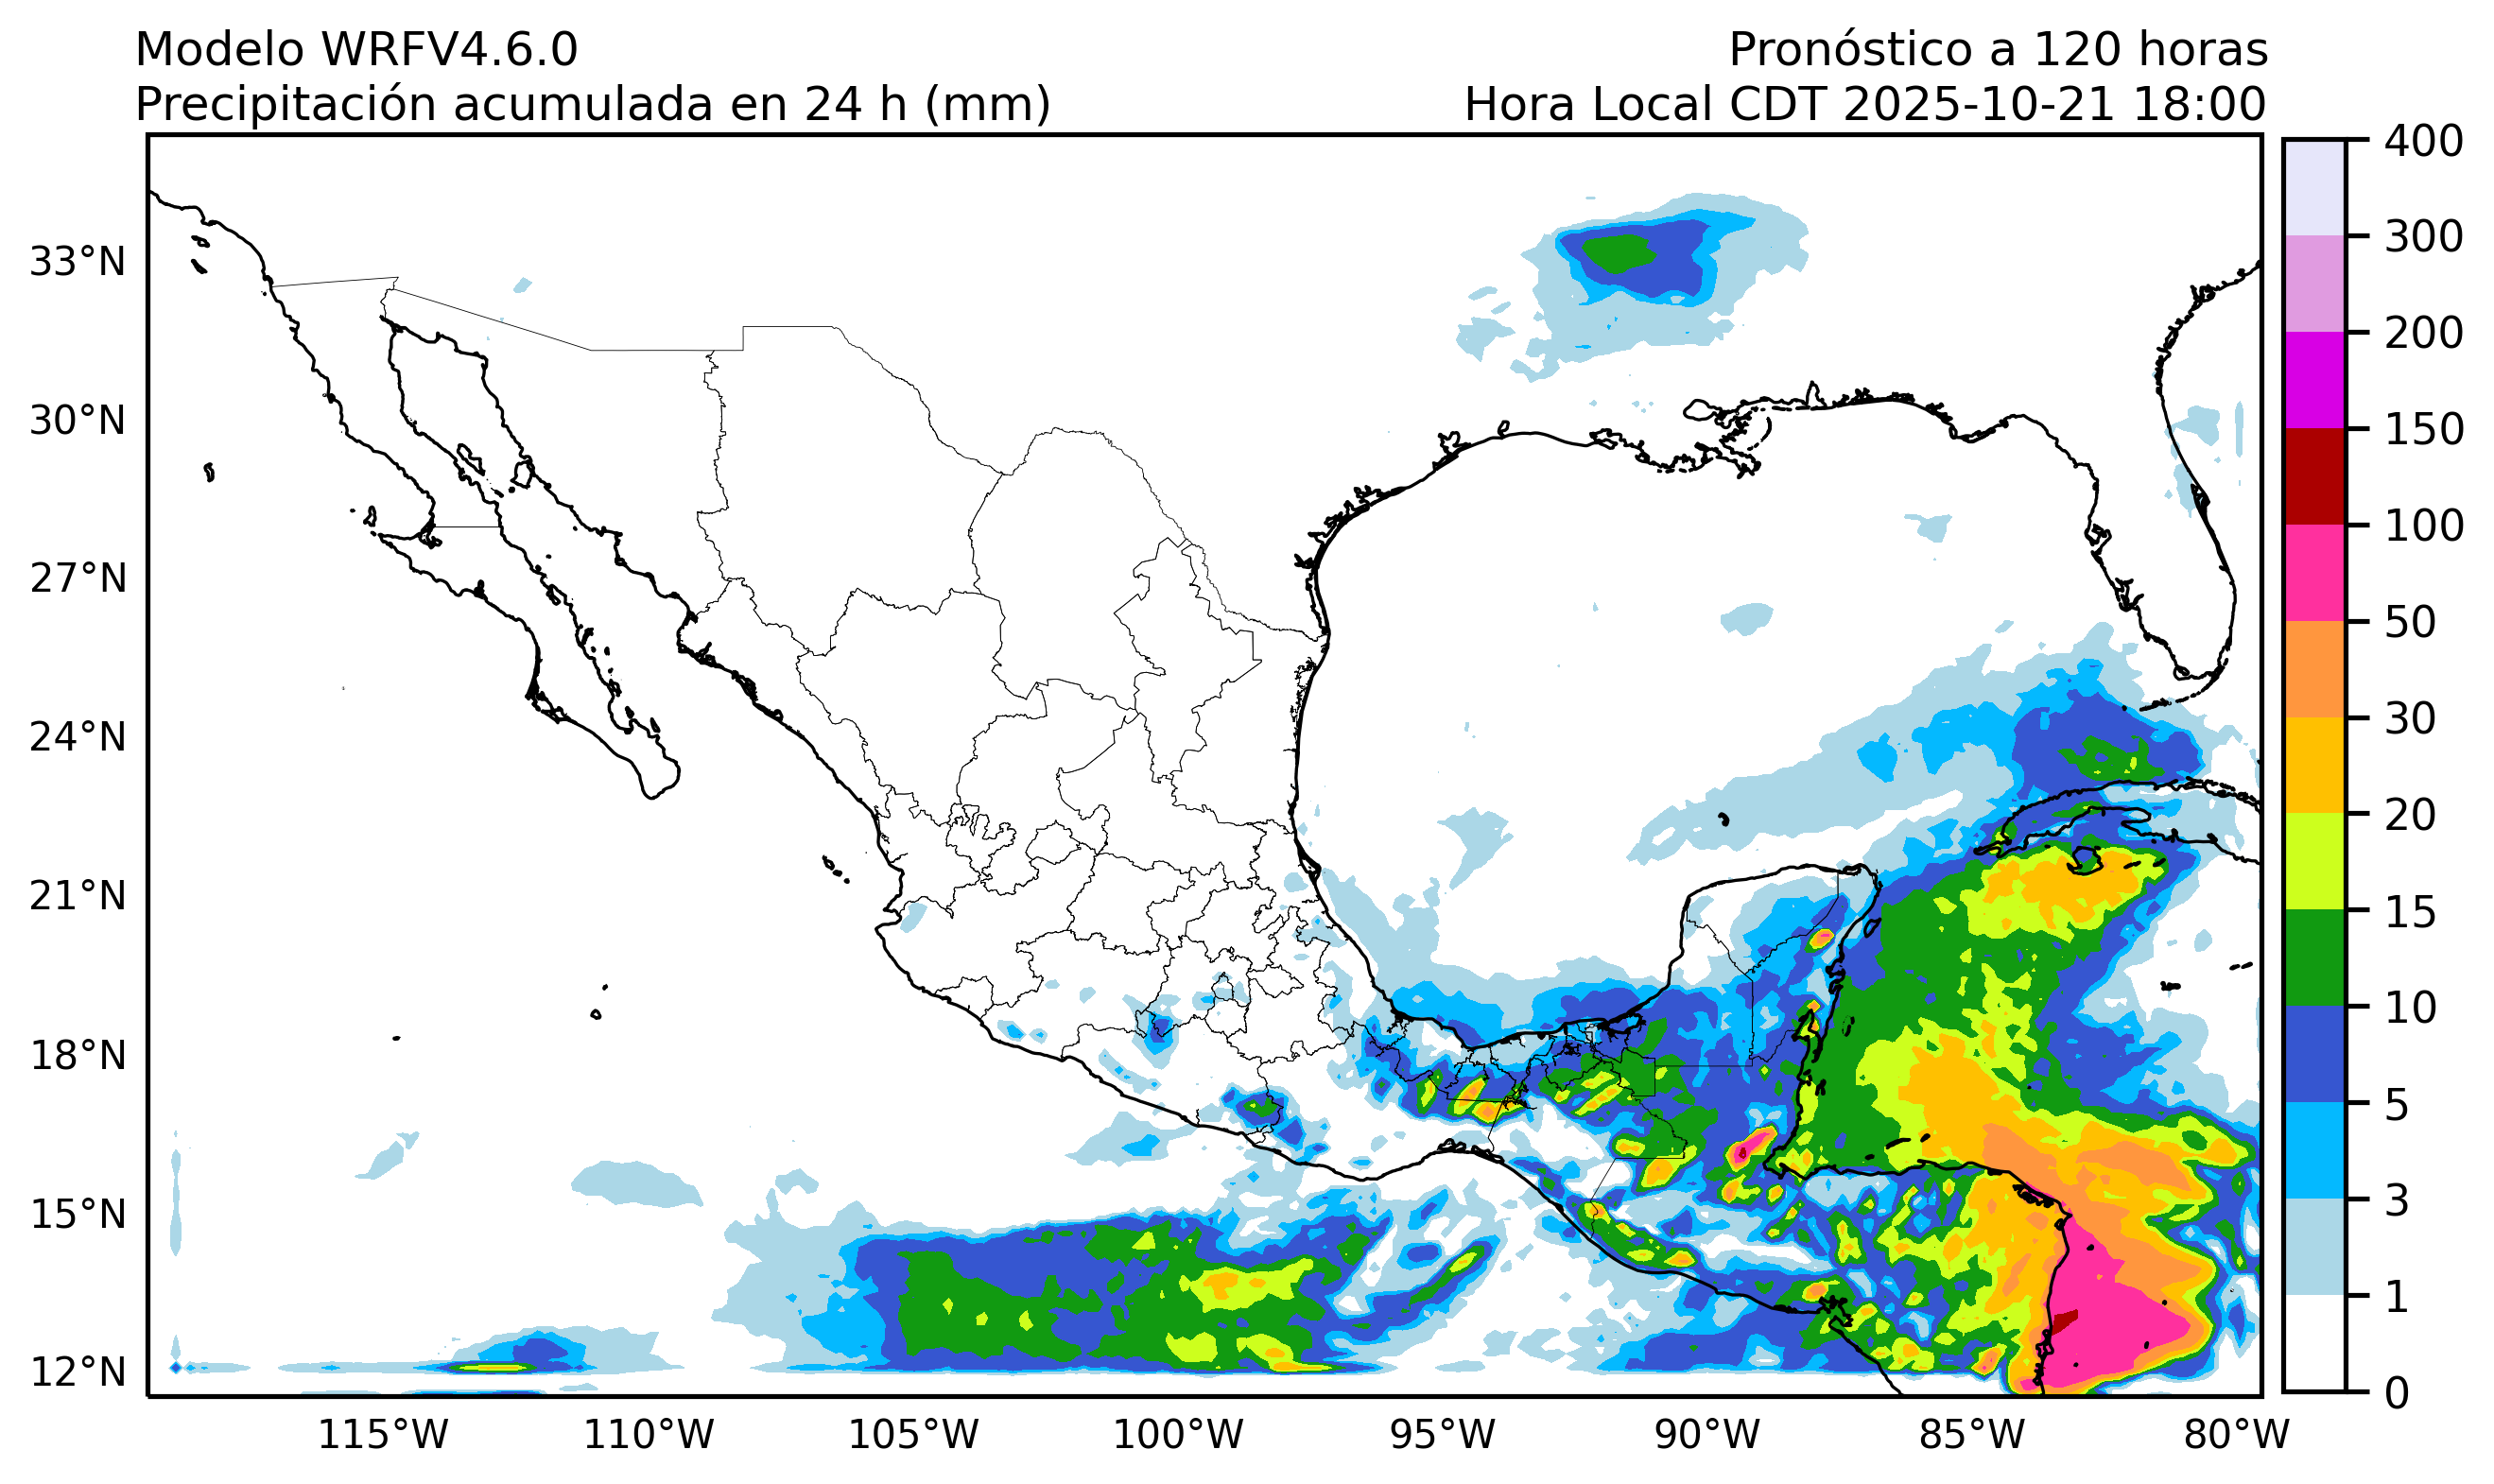 Modelo WRFV4.6.0
Pronóstico a 120 horas
Precipitación acumulada en 24 h (mm)
Hora Local CDT 2025-10-21 18:00
33°N
30°N
27°N
24°N
21°N
18°N
15°N
12°N
115°W
110°W
105°W
100°W
95°W
90°W
85°W
80°W
400
300
200
150
100
50
30
20
15
10
5
3
1
0